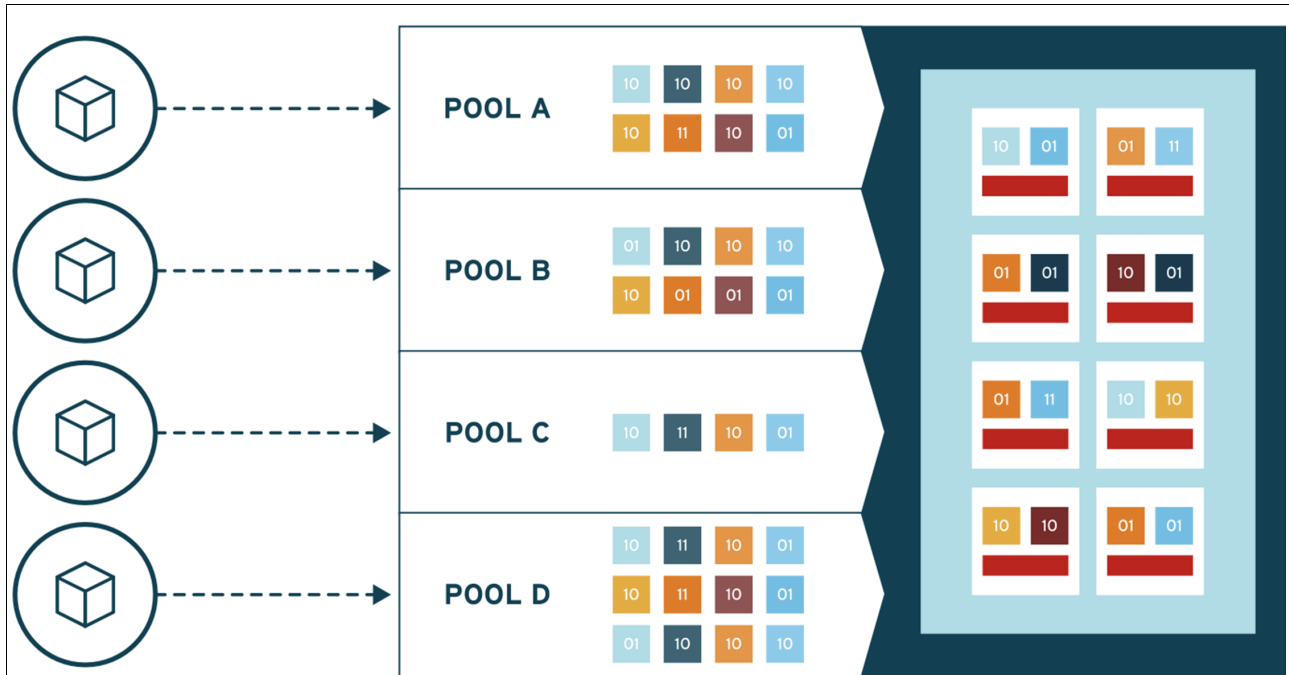 POOL A
10 10 10 10
10 11 10 01
POOL B
01 10 10 10
10 01 01 01
POOL C
10 11 10 01
POOL D
10 11 10 01
10 11 10 01
01 10 10 10
10 01 01 11
01 01 10 01
01 11 10 10
10 10 01 01